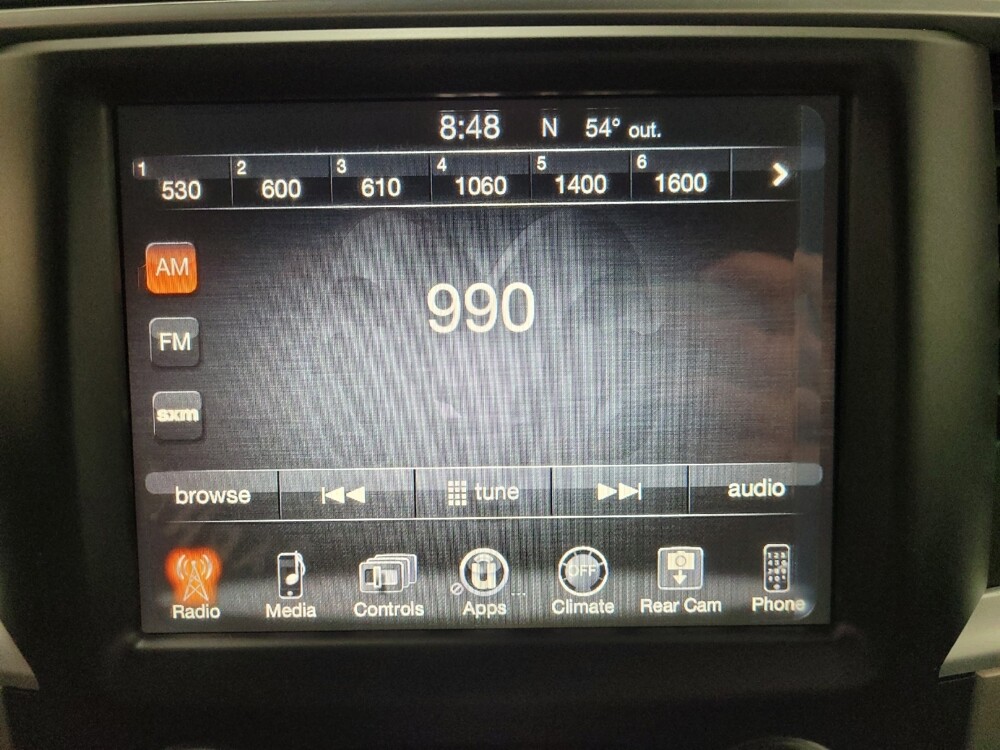 8:48 N 54° out.
1 2 3 4 5 6
530 600 610 1060 1400 1600
AM
990
FM
sxm
browse tune audio
OFF
Radio Media Controls Apps Climate Rear Cam Phone